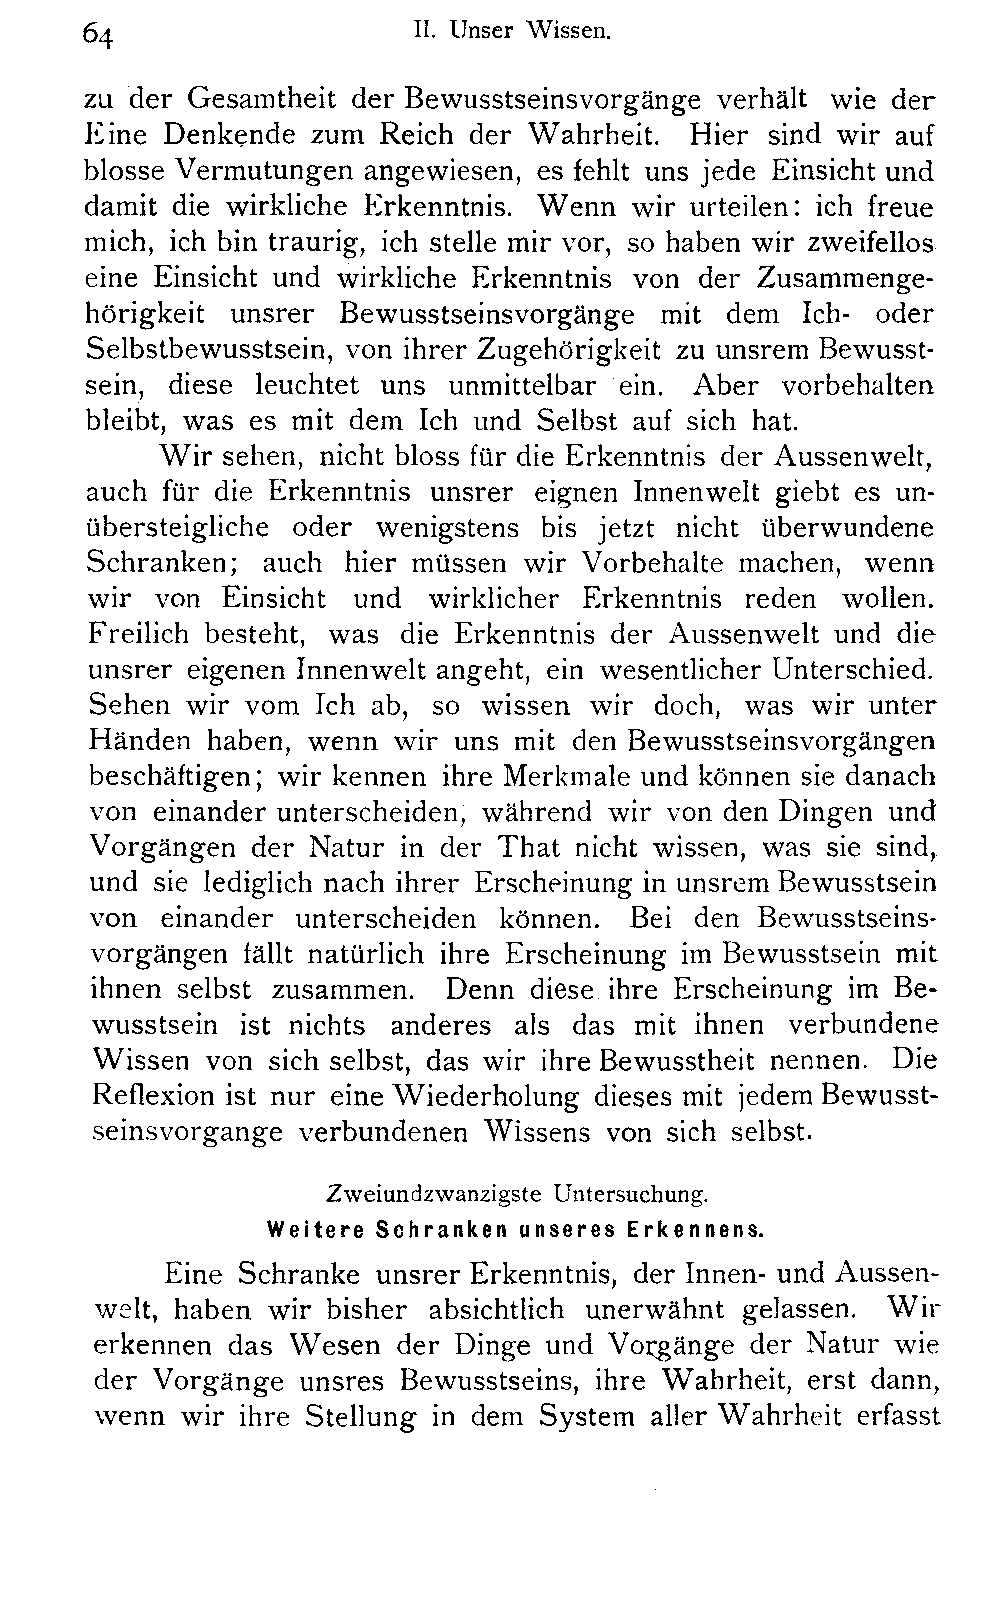 64
II. Unser Wissen.
zu der Gesamtheit der Bewusstseinsvorgänge verhält wie der
Eine Denkende zum Reich der Wahrheit. Hier sind wir auf
blosse Vermutungen angewiesen, es fehlt uns jede Einsicht und
damit die wirkliche Erkenntnis. Wenn wir urteilen: ich freue
mich, ich bin traurig, ich stelle mir vor, so haben wir zweifellos
eine Einsicht und wirkliche Erkenntnis von der Zusammenge-
hörigkeit unsrer Bewusstseinsvorgänge mit dem Ich- oder
Selbstbewusstsein, von ihrer Zugehörigkeit zu unsrem Bewusst-
sein, diese leuchtet uns unmittelbar ein. Aber vorbehalten
bleibt, was es mit dem Ich und Selbst auf sich hat.
Wir sehen, nicht bloss für die Erkenntnis der Aussenwelt,
auch für die Erkenntnis unsrer eignen Innenwelt giebt es un-
übersteigliche oder wenigstens bis jetzt nicht überwundene
Schranken; auch hier müssen wir Vorbehalte machen, wenn
wir von Einsicht und wirklicher Erkenntnis reden wollen.
Freilich besteht, was die Erkenntnis der Aussenwelt und die
unsrer eigenen Innenwelt angeht, ein wesentlicher Unterschied.
Sehen wir vom Ich ab, so wissen wir doch, was wir unter
Händen haben, wenn wir uns mit den Bewusstseinsvorgängen
beschäftigen; wir kennen ihre Merkmale und können sie danach
von einander unterscheiden, während wir von den Dingen und
Vorgängen der Natur in der That nicht wissen, was sie sind,
und sie lediglich nach ihrer Erscheinung in unsrem Bewusstsein
von einander unterscheiden können. Bei den Bewusstseins-
vorgängen fällt natürlich ihre Erscheinung im Bewusstsein mit
ihnen selbst zusammen. Denn diese ihre Erscheinung im Be-
wusstsein ist nichts anderes als das mit ihnen verbundene
Wissen von sich selbst, das wir ihre Bewusstheit nennen. Die
Reflexion ist nur eine Wiederholung dieses mit jedem Bewusst-
seinsvorgange verbundenen Wissens von sich selbst.
Zweiundzwanzigste Untersuchung.
Weitere Schranken unseres Erkennens.
Eine Schranke unsrer Erkenntnis, der Innen- und Aussen-
welt, haben wir bisher absichtlich unerwähnt gelassen. Wir
erkennen das Wesen der Dinge und Vorgänge der Natur wie
der Vorgänge unsres Bewusstseins, ihre Wahrheit, erst dann,
wenn wir ihre Stellung in dem System aller Wahrheit erfasst